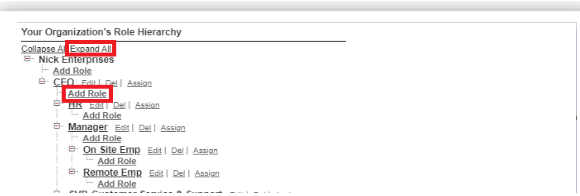 Your Organization's Role Hierarchy
Collapse All Expand All
Nick Enterprises
Add Role
CEO Edit | Del | Assign
Add Role
HR Edit | Del | Assign
Add Role
Manager Edit | Del | Assign
Add Role
On Site Emp Edit | Del | Assign
Add Role
Remote Emp Edit | Del | Assign
Add Role
SVP Customer Service & Support Edit | Del | Assign